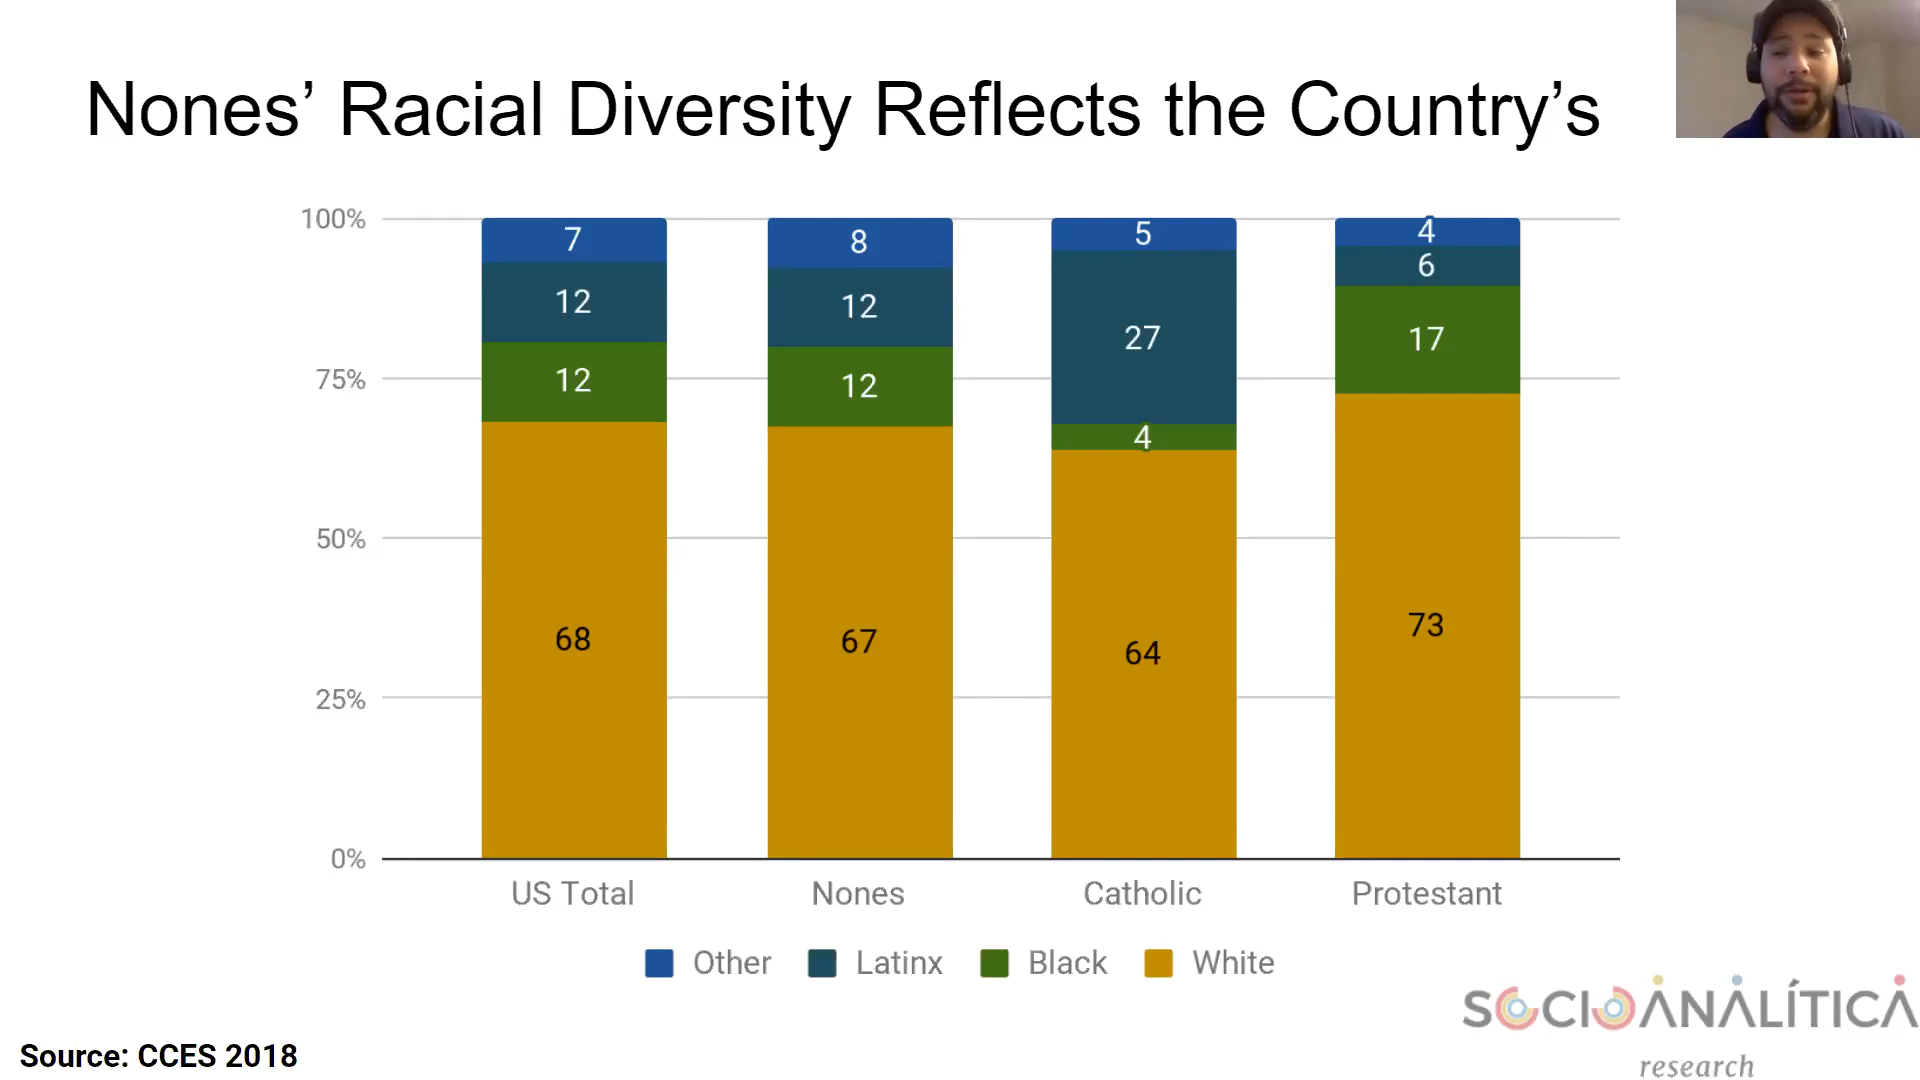 Nones’ Racial Diversity Reflects the Country’s
100%
75%
50%
25%
0%
7
12
12
68
8
12
12
67
5
27
4
64
4
6
17
73
US Total
Nones
Catholic
Protestant
Other
Latinx
Black
White
Source: CCES 2018
SOCIOANALÍTICA
research